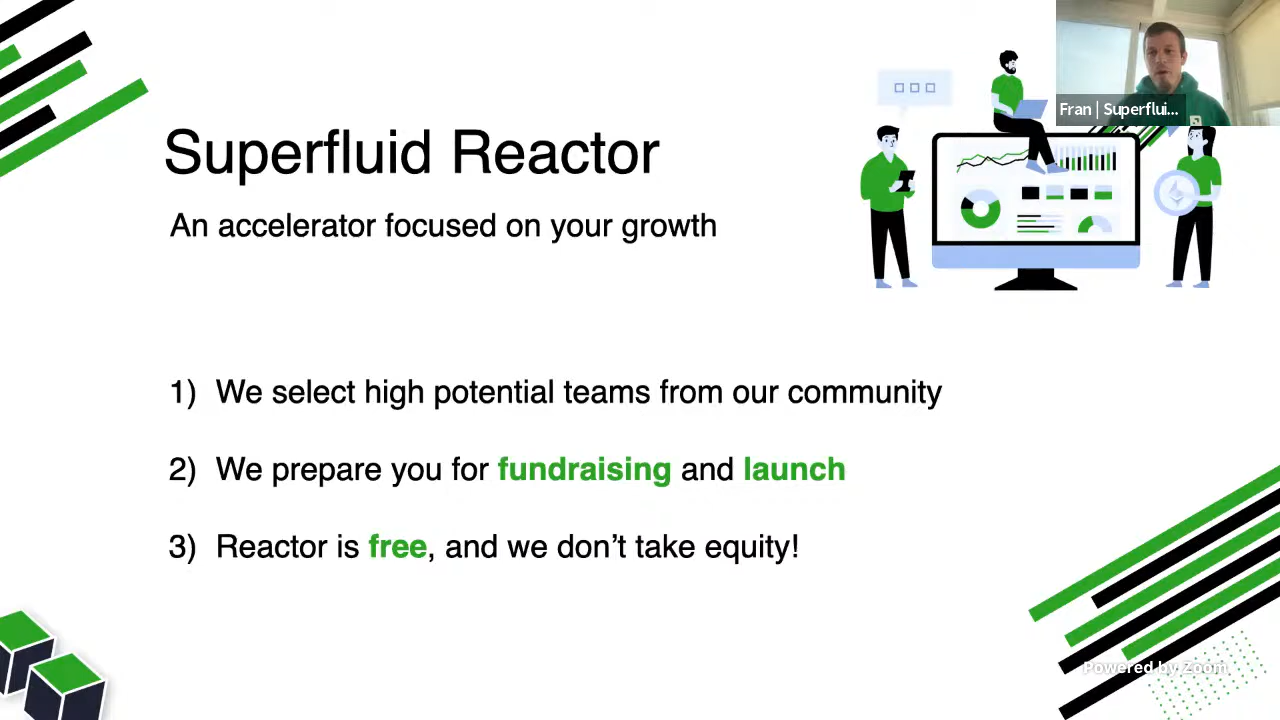 Fran | Superflui...
Superfluid Reactor
An accelerator focused on your growth
1) We select high potential teams from our community
2) We prepare you for fundraising and launch
3) Reactor is free, and we don’t take equity!
Powered by Zoom